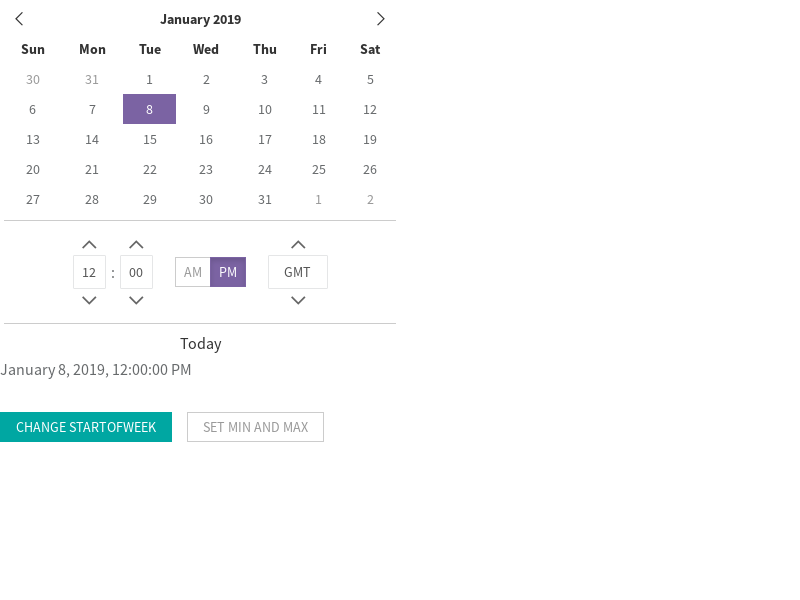 January 2019
Sun Mon Tue Wed Thu Fri Sat
30 31 1 2 3 4 5
6 7 8 9 10 11 12
13 14 15 16 17 18 19
20 21 22 23 24 25 26
27 28 29 30 31 1 2
12 : 00 AM PM GMT
Today
January 8, 2019, 12:00:00 PM
CHANGE STARTOFWEEK SET MIN AND MAX